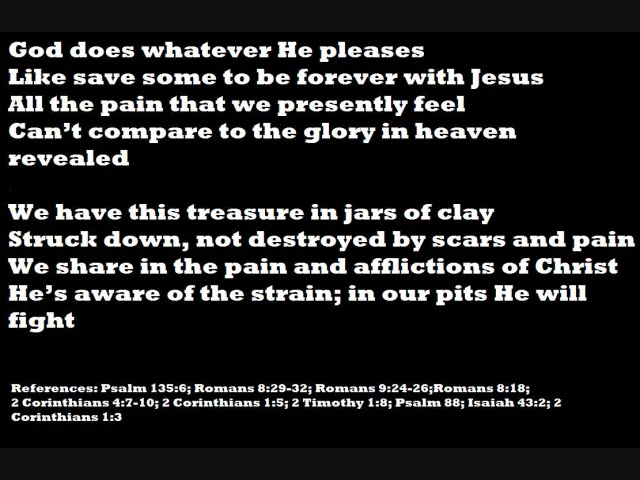 God does whatever He pleases
Like save some to be forever with Jesus
All the pain that we presently feel
Can't compare to the glory in heaven
revealed
We have this treasure in jars of clay
Struck down, not destroyed by scars and pain
We share in the pain and afflictions of Christ
He's aware of the strain; in our pits He will
fight
References: Psalm 135:6; Romans 8:29-32; Romans 9:24-26;Romans 8:18;
2 Corinthians 4:7-10; 2 Corinthians 1:5; 2 Timothy 1:8; Psalm 88; Isaiah 43:2; 2
Corinthians 1:3